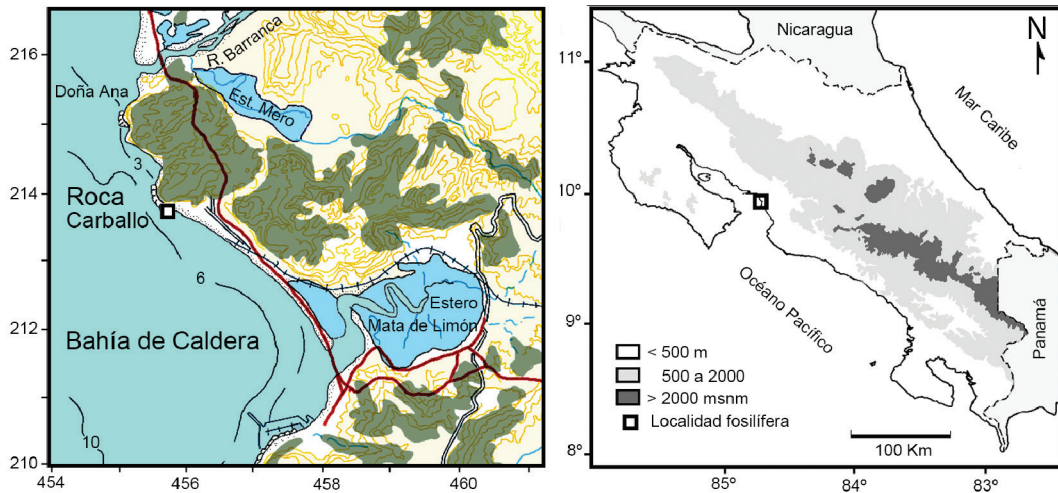 216
R. Barranca
Est. Mero
Doña Ana
3
214
Roca
Carballo
6
Estero
Mata de Limón
212
Bahía de Caldera
10
210
454
456
458
460
Nicaragua
N
11°
Mar Caribe
10°
Océano Pacífico
9°
Panamá
< 500 m
500 a 2000
> 2000 msnm
Localidad fosilífera
100 Km
8°
85°
84°
83°